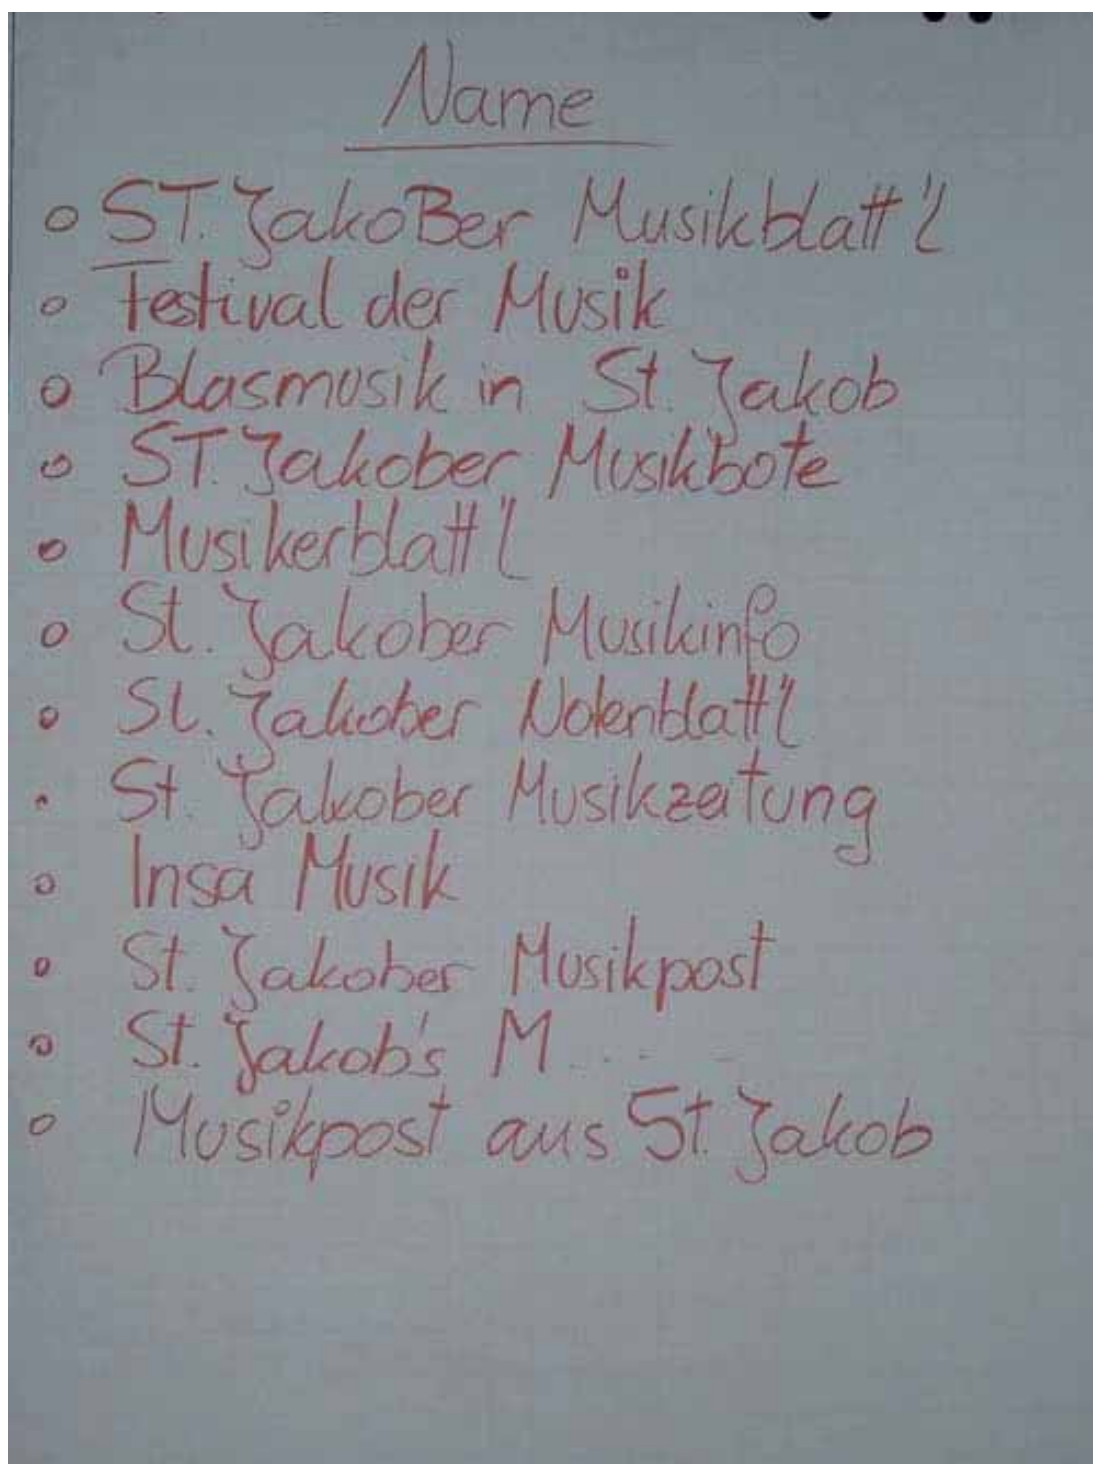 Name
ST. JakoBer Musikblatt'l
Festival der Musik
Blasmusik in St. Jakob
ST. Jakober Musikbote
Musikerblatt'l
St. Jakober Musikinfo
St. Jakober Notenblatt'l
St. Jakober Musikzeitung
Insa Musik
St. Jakober Musikpost
St. Jakob's M.....
Musikpost aus St. Jakob